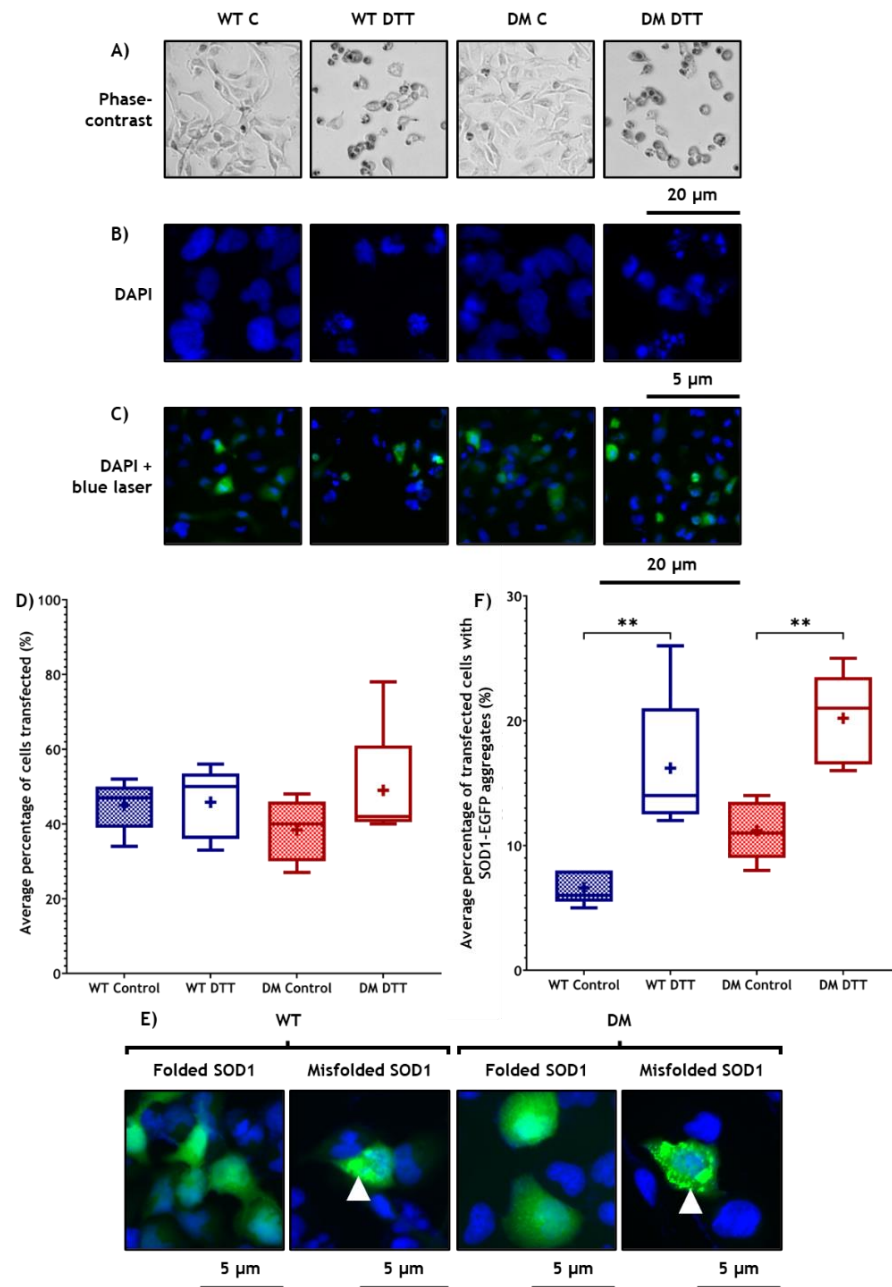 WT C WT DTT DM C DM DTT
A)
Phase-
contrast
20 µm
B)
DAPI
5 µm
C)
DAPI +
blue laser
20 µm
D)
Average percentage of cells transfected (%)
100
80
60
40
20
0
WT Control WT DTT DM Control DM DTT
F)
Average percentage of transfected cells with
SOD1-EGFP aggregates (%)
30
20
10
0
** **
+ + + +
+ + + +
WT Control WT DTT DM Control DM DTT
E) WT DM
Folded SOD1 Misfolded SOD1 Folded SOD1 Misfolded SOD1
5 µm 5 µm 5 µm 5 µm